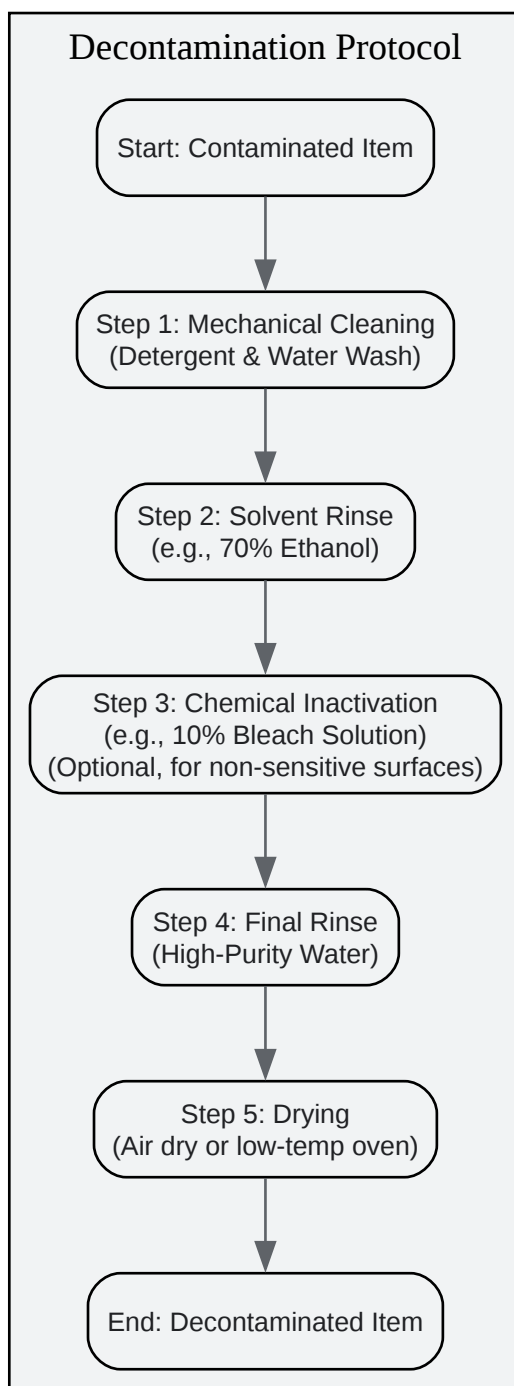 Decontamination Protocol
Start: Contaminated Item
Step 1: Mechanical Cleaning
(Detergent & Water Wash)
Step 2: Solvent Rinse
(e.g., 70% Ethanol)
Step 3: Chemical Inactivation
(e.g., 10% Bleach Solution)
(Optional, for non-sensitive surfaces)
Step 4: Final Rinse
(High-Purity Water)
Step 5: Drying
(Air dry or low-temp oven)
End: Decontaminated Item